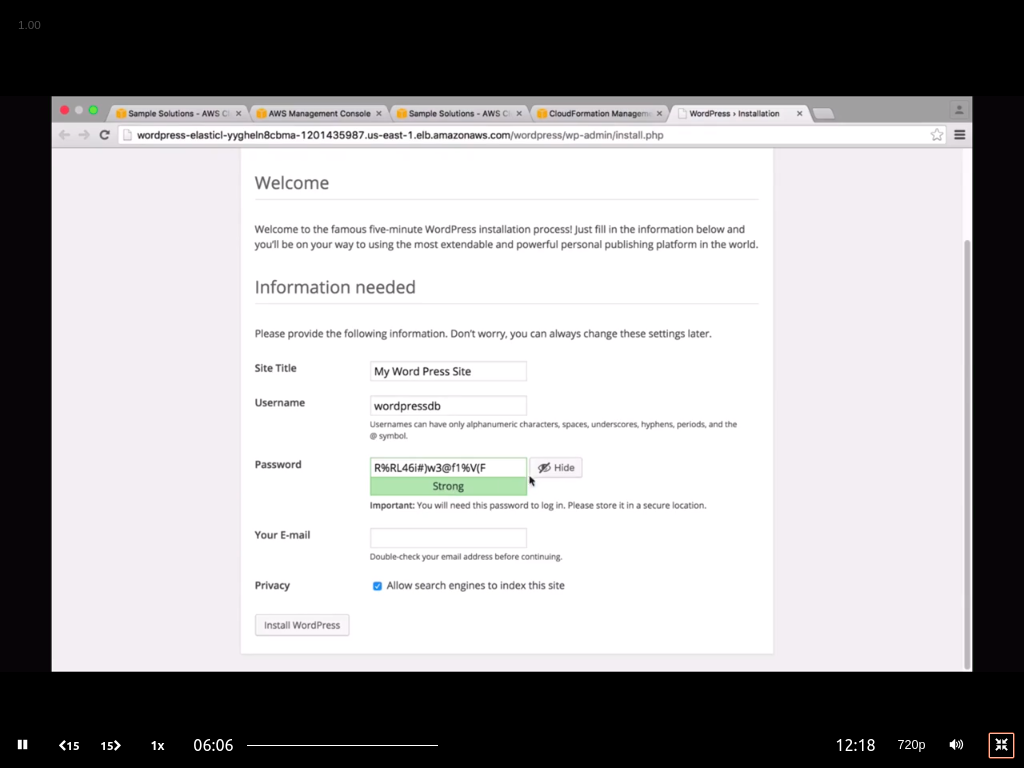 1.00
Sample Solutions - AWS C
AWS Management Console
Sample Solutions - AWS C
CloudFormation Managem
WordPress › Installation
wordpress-elasticl-yygheln8cbma-1201435987.us-east-1.elb.amazonaws.com/wordpress/wp-admin/install.php
Welcome
Welcome to the famous five-minute WordPress installation process! Just fill in the information below and
you'll be on your way to using the most extendable and powerful personal publishing platform in the world.
Information needed
Please provide the following information. Don't worry, you can always change these settings later.
Site Title
My Word Press Site
Username
wordpressdb
Usernames can have only alphanumeric characters, spaces, underscores, hyphens, periods, and the
@ symbol.
Password
R%RL46i#)w3@f1%V(F
Hide
Strong
Important: You will need this password to log in. Please store it in a secure location.
Your E-mail
Double-check your email address before continuing.
Privacy
Allow search engines to index this site
Install WordPress
15
15
1x
06:06
12:18
720p